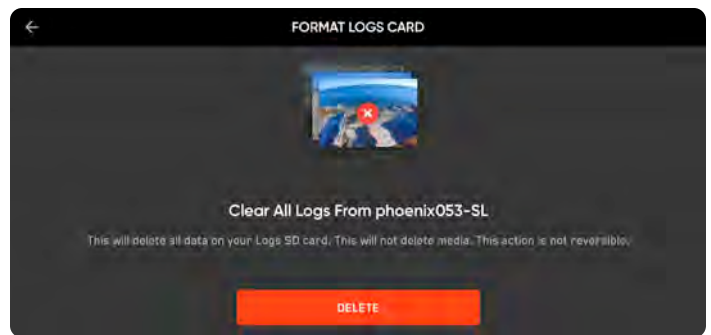 FORMAT LOGS CARD
Clear All Logs From phoenix053-SL
This will delete all data on your Logs SD card. This will not delete media. This action is not reversible.
DELETE